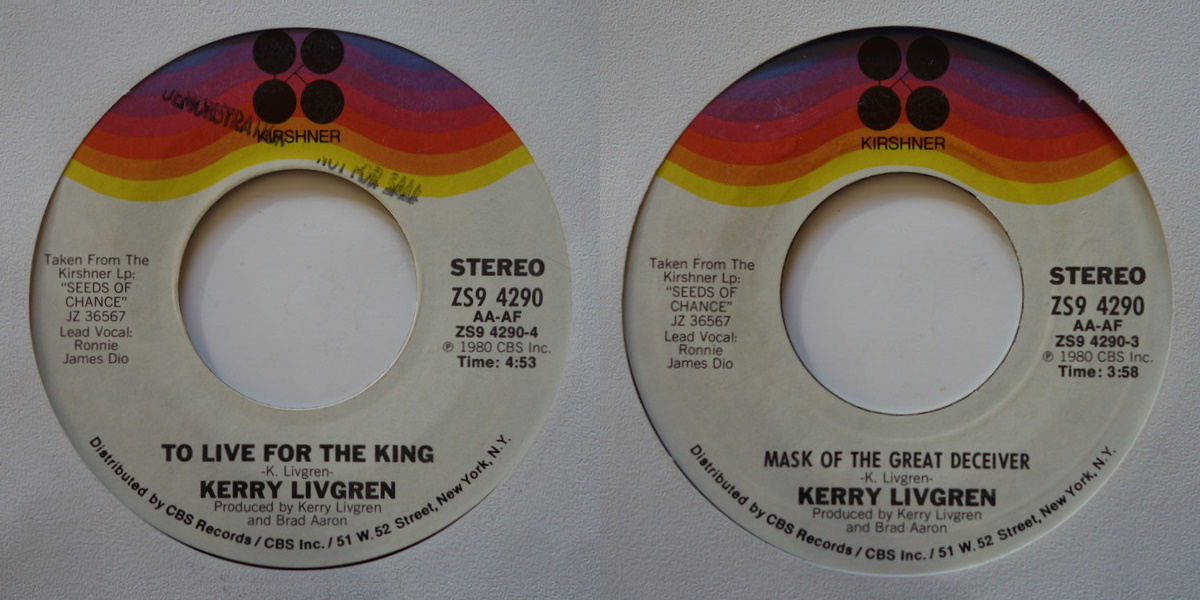 DEMONSTRATION
KIRSHNER
NOT FOR SALE
Taken From The
Kirshner Lp:
"SEEDS OF
CHANCE"
JZ 36567
Lead Vocal:
Ronnie
James Dio
STEREO
ZS9 4290
AA-AF
ZS9 4290-4
℗ 1980 CBS Inc.
Time: 4:53
TO LIVE FOR THE KING
-K. Livgren-
KERRY LIVGREN
Produced by Kerry Livgren
and Brad Aaron
Distributed by CBS Records / CBS Inc. / 51 W. 52 Street, New York, N.Y.
KIRSHNER
Taken From The
Kirshner Lp:
"SEEDS OF
CHANCE"
JZ 36567
Lead Vocal:
Ronnie
James Dio
STEREO
ZS9 4290
AA-AF
ZS9 4290-3
℗ 1980 CBS Inc.
Time: 3:58
MASK OF THE GREAT DECEIVER
-K. Livgren-
KERRY LIVGREN
Produced by Kerry Livgren
and Brad Aaron
Distributed by CBS Records / CBS Inc. / 51 W. 52 Street, New York, N.Y.